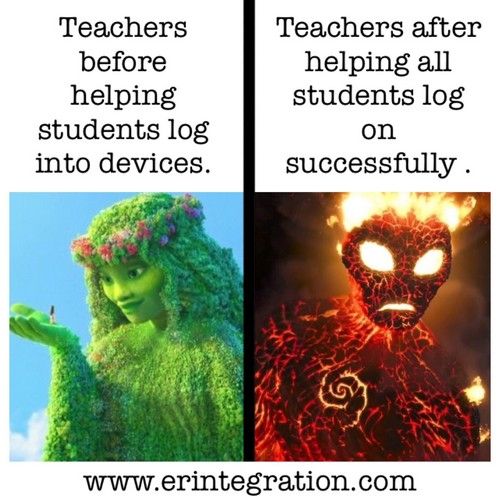 Teachers
before
helping
students log
into devices.
Teachers after
helping all
students log
on
successfully .
www.erintegration.com